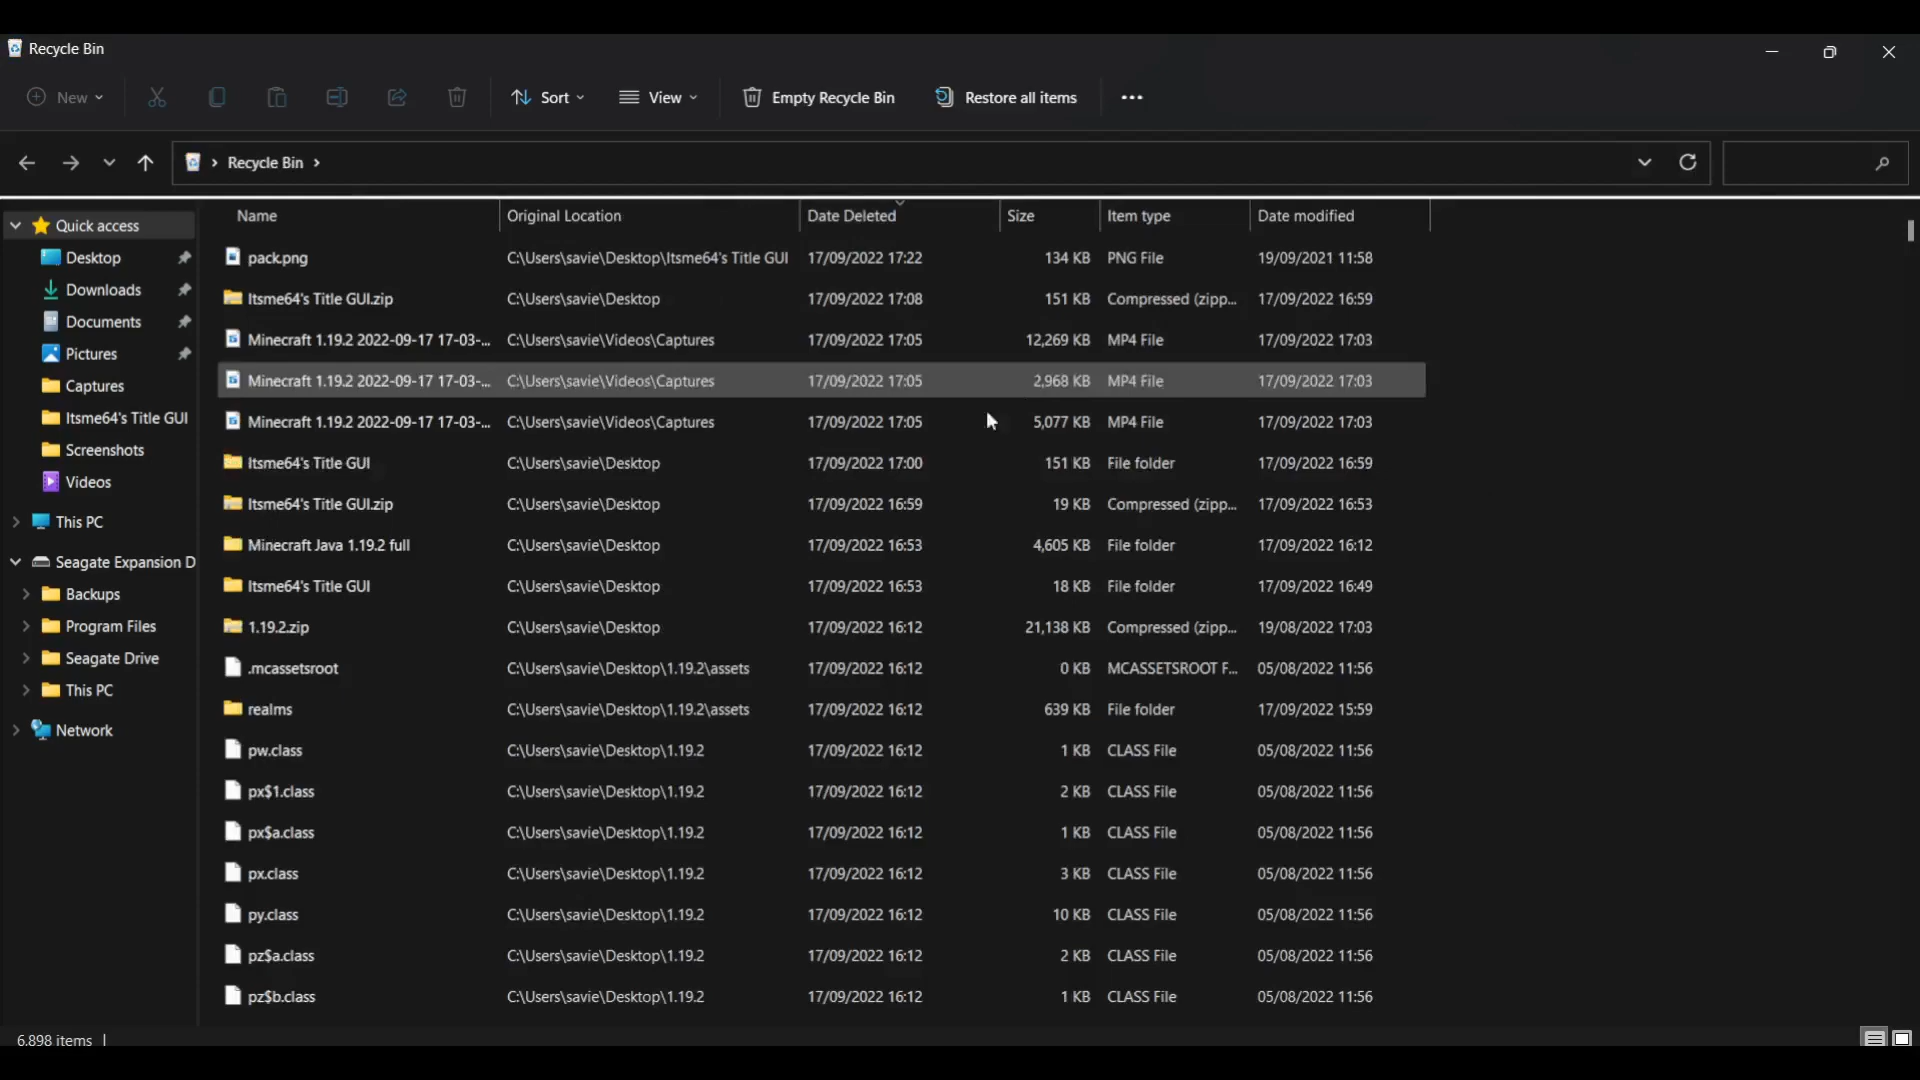 Recycle Bin
New
Sort
View
Empty Recycle Bin
Restore all items
Recycle Bin
Name Original Location Date Deleted Size Item type Date modified
Quick access
Desktop
Downloads
Documents
Pictures
Captures
Itsme64's Title GUI
Screenshots
Videos
This PC
Seagate Expansion D
Backups
Program Files
Seagate Drive
This PC
Network
pack.png C:\Users\savie\Desktop\Itsme64's Title GUI 17/09/2022 17:22 134 KB PNG File 19/09/2021 11:58
Itsme64's Title GUI.zip C:\Users\savie\Desktop 17/09/2022 17:08 151 KB Compressed (zipp... 17/09/2022 16:59
Minecraft 1.19.2 2022-09-17 17-03-... C:\Users\savie\Videos\Captures 17/09/2022 17:05 12,269 KB MP4 File 17/09/2022 17:03
Minecraft 1.19.2 2022-09-17 17-03-... C:\Users\savie\Videos\Captures 17/09/2022 17:05 2,968 KB MP4 File 17/09/2022 17:03
Minecraft 1.19.2 2022-09-17 17-03-... C:\Users\savie\Videos\Captures 17/09/2022 17:05 5,077 KB MP4 File 17/09/2022 17:03
Itsme64's Title GUI C:\Users\savie\Desktop 17/09/2022 17:00 151 KB File folder 17/09/2022 16:59
Itsme64's Title GUI.zip C:\Users\savie\Desktop 17/09/2022 16:59 19 KB Compressed (zipp... 17/09/2022 16:53
Minecraft Java 1.19.2 full C:\Users\savie\Desktop 17/09/2022 16:53 4,605 KB File folder 17/09/2022 16:12
Itsme64's Title GUI C:\Users\savie\Desktop 17/09/2022 16:53 18 KB File folder 17/09/2022 16:49
1.19.2.zip C:\Users\savie\Desktop 17/09/2022 16:12 21,138 KB Compressed (zipp... 19/08/2022 17:03
.mcassetsroot C:\Users\savie\Desktop\1.19.2\assets 17/09/2022 16:12 0 KB MCASSETSROOT F... 05/08/2022 11:56
realms C:\Users\savie\Desktop\1.19.2\assets 17/09/2022 16:12 639 KB File folder 17/09/2022 15:59
pw.class C:\Users\savie\Desktop\1.19.2 17/09/2022 16:12 1 KB CLASS File 05/08/2022 11:56
px$1.class C:\Users\savie\Desktop\1.19.2 17/09/2022 16:12 2 KB CLASS File 05/08/2022 11:56
px$a.class C:\Users\savie\Desktop\1.19.2 17/09/2022 16:12 1 KB CLASS File 05/08/2022 11:56
px.class C:\Users\savie\Desktop\1.19.2 17/09/2022 16:12 3 KB CLASS File 05/08/2022 11:56
py.class C:\Users\savie\Desktop\1.19.2 17/09/2022 16:12 10 KB CLASS File 05/08/2022 11:56
pz$a.class C:\Users\savie\Desktop\1.19.2 17/09/2022 16:12 2 KB CLASS File 05/08/2022 11:56
pz$b.class C:\Users\savie\Desktop\1.19.2 17/09/2022 16:12 1 KB CLASS File 05/08/2022 11:56
6,898 items